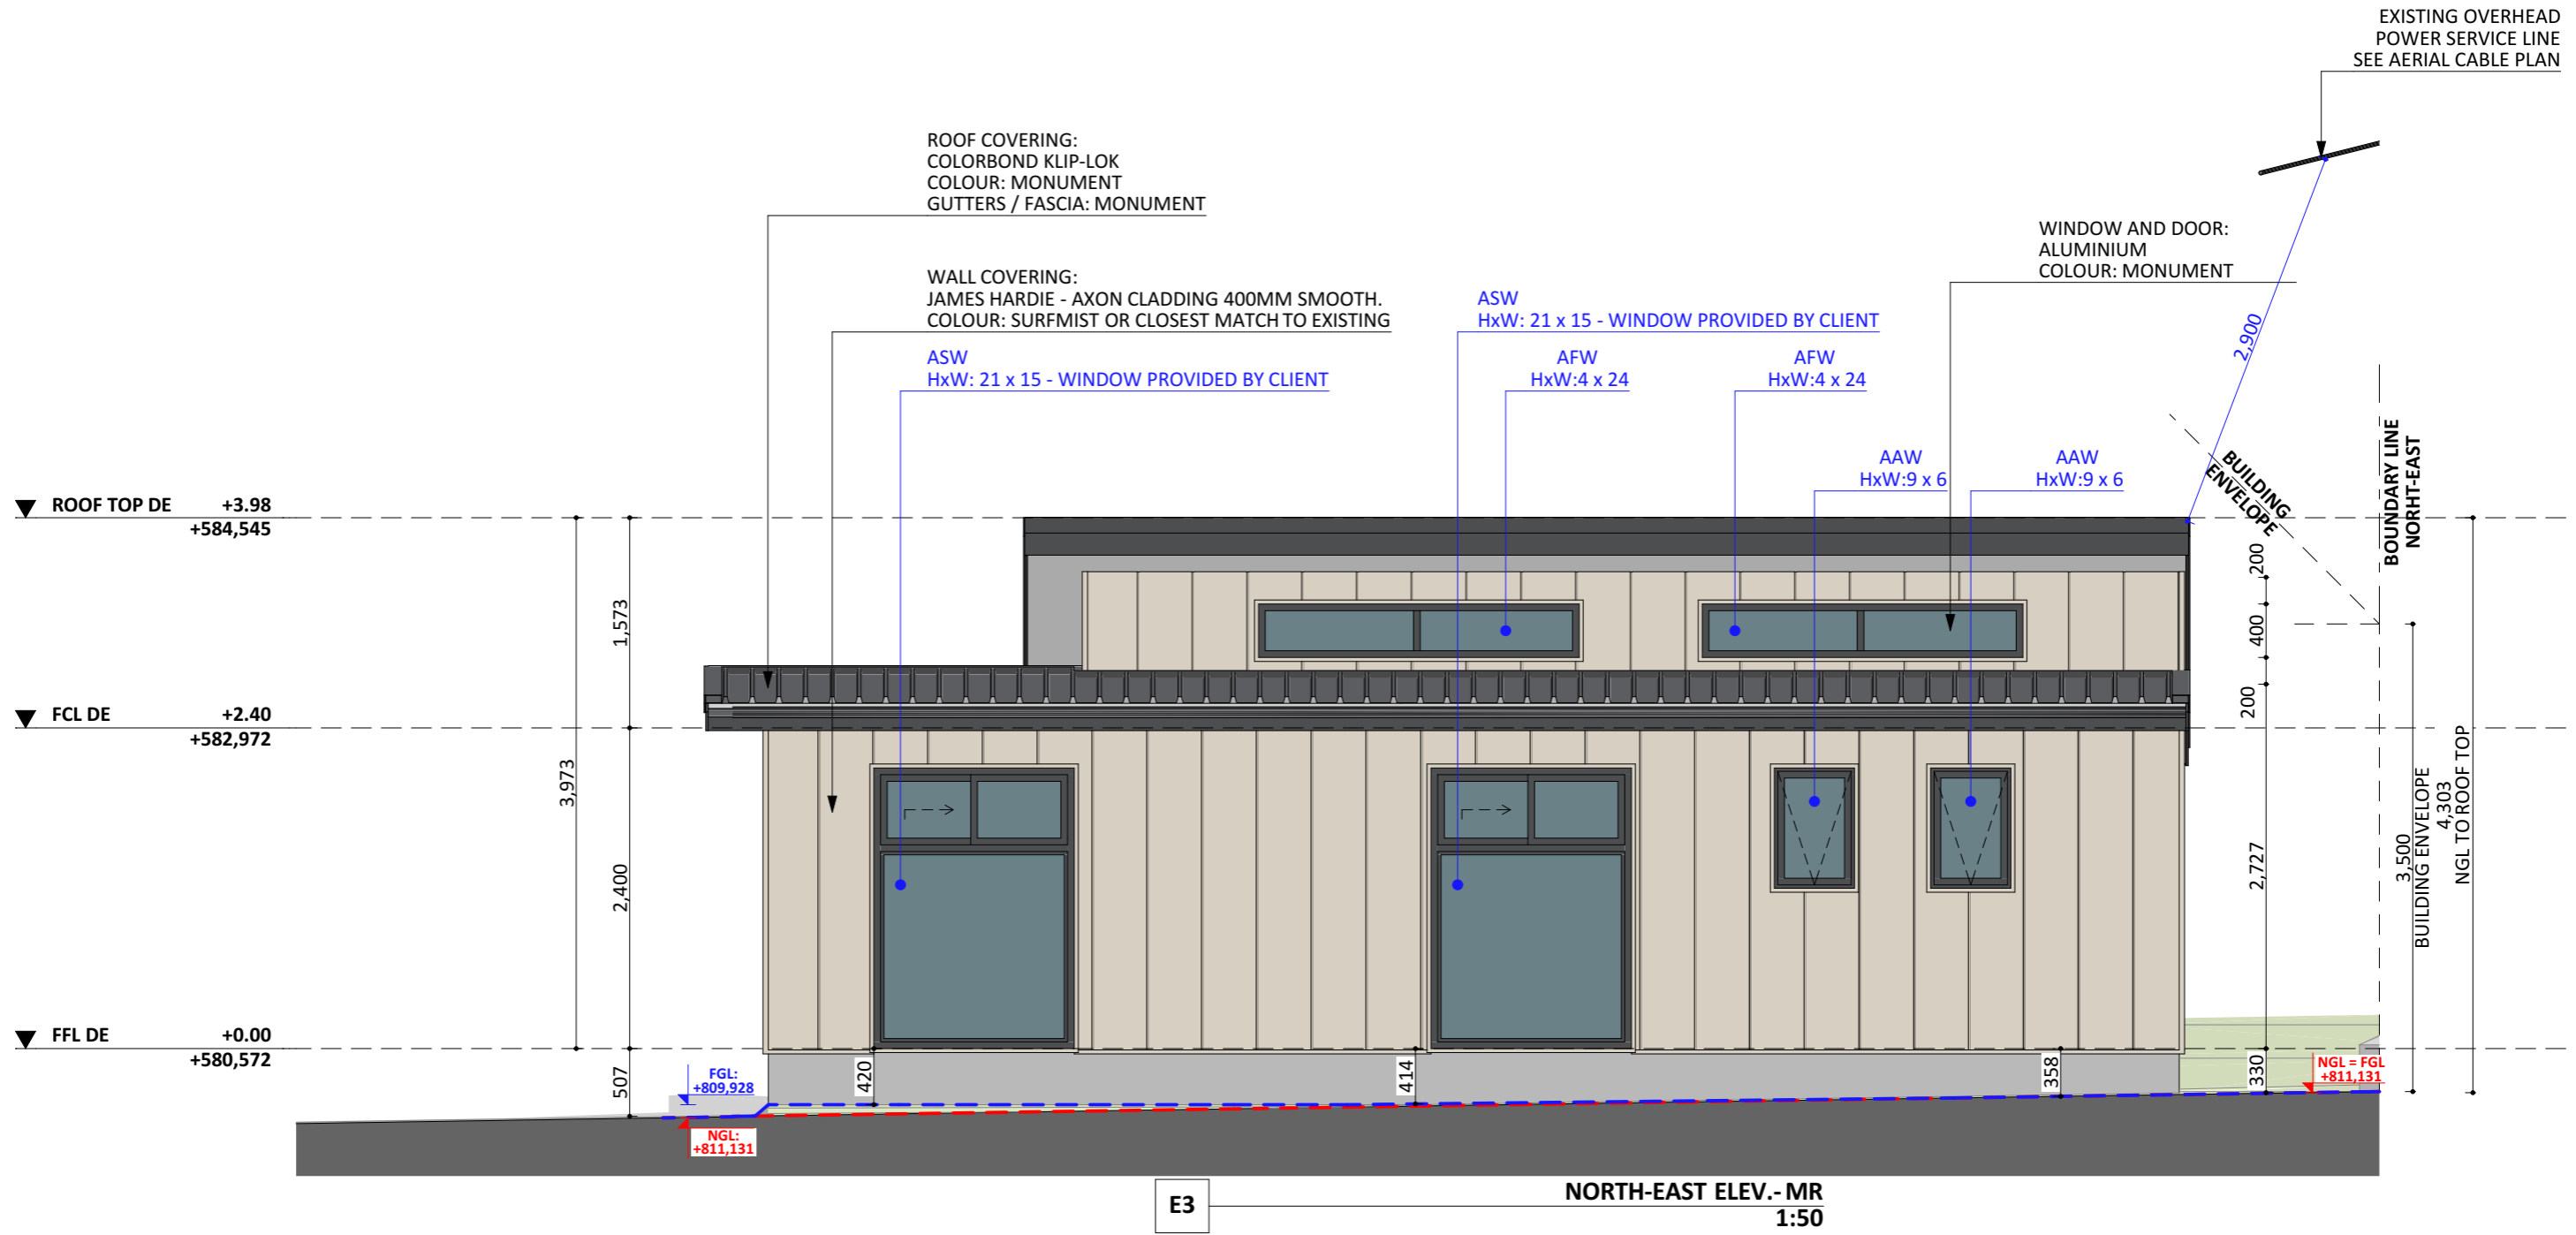 EXISTING OVERHEAD
POWER SERVICE LINE
SEE AERIAL CABLE PLAN
ROOF COVERING:
COLORBOND KLIP-LOK
COLOUR: MONUMENT
GUTTERS / FASCIA: MONUMENT
WINDOW AND DOOR:
ALUMINIUM
COLOUR: MONUMENT
WALL COVERING:
JAMES HARDIE - AXON CLADDING 400MM SMOOTH.
COLOUR: SURFMIST OR CLOSEST MATCH TO EXISTING
ASW
HxW: 21 x 15 - WINDOW PROVIDED BY CLIENT
ASW
HxW: 21 x 15 - WINDOW PROVIDED BY CLIENT
AFW
HxW:4 x 24
AFW
HxW:4 x 24
2,900
AAW
HxW:9 x 6
AAW
HxW:9 x 6
BUILDING
ENVELOPE
BOUNDARY LINE
NORHT-EAST
ROOF TOP DE +3.98
+584,545
FCL DE +2.40
+582,972
FFL DE +0.00
+580,572
3,973
1,573
2,400
507
200
400
200
2,727
330
3,500
BUILDING ENVELOPE
4,303
NGL TO ROOF TOP
420
414
358
FGL:
+809,928
NGL:
+811,131
NGL = FGL
+811,131
E3
NORTH-EAST ELEV.- MR
1:50